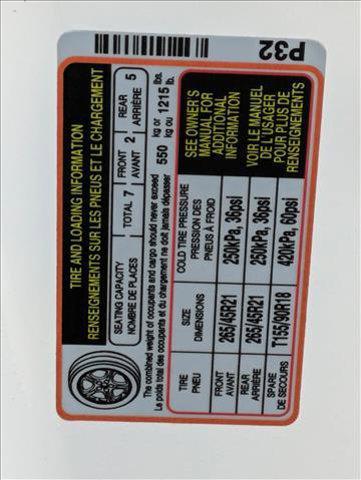 P32
TIRE AND LOADING INFORMATION
RENSEIGNEMENTS SUR LES PNEUS ET LE CHARGEMENT
SEATING CAPACITY TOTAL 7 FRONT 2 REAR 5
NOMBRE DE PLACES AVANT ARRIÈRE
The combined weight of occupants and cargo should never exceed 550 kg or 1215 lbs.
Le poids total des occupants et du chargement ne doit jamais dépasser kg ou lb.
TIRE SIZE COLD TIRE PRESSURE SEE OWNER'S
PNEU DIMENSIONS PRESSION DES MANUAL FOR
PNEUS À FROID ADDITIONAL
INFORMATION
FRONT 265/45R21 250kPa, 36psi
AVANT
REAR 265/45R21 250kPa, 36psi VOIR LE MANUEL
ARRIÈRE DE L'USAGER
SPARE T155/90R18 420kPa, 60psi POUR PLUS DE
DE SECOURS RENSEIGNEMENTS